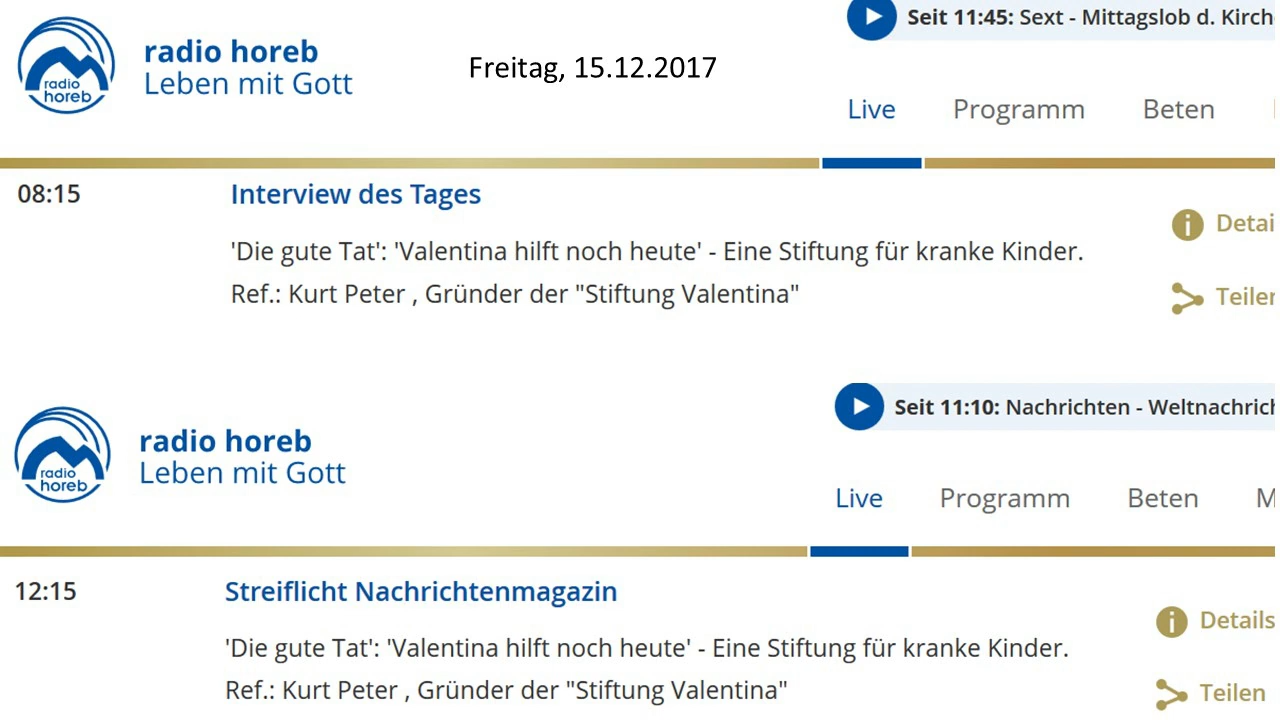 radio horeb
Leben mit Gott
radio
horeb
Freitag, 15.12.2017
Seit 11:45: Sext - Mittagslob d. Kirch
Live Programm Beten
08:15 Interview des Tages
'Die gute Tat': 'Valentina hilft noch heute' - Eine Stiftung für kranke Kinder.
Ref.: Kurt Peter , Gründer der "Stiftung Valentina"
Detai
Teilen
radio horeb
Leben mit Gott
radio
horeb
Seit 11:10: Nachrichten - Weltnachrich
Live Programm Beten M
12:15 Streiflicht Nachrichtenmagazin
'Die gute Tat': 'Valentina hilft noch heute' - Eine Stiftung für kranke Kinder.
Ref.: Kurt Peter , Gründer der "Stiftung Valentina"
Details
Teilen